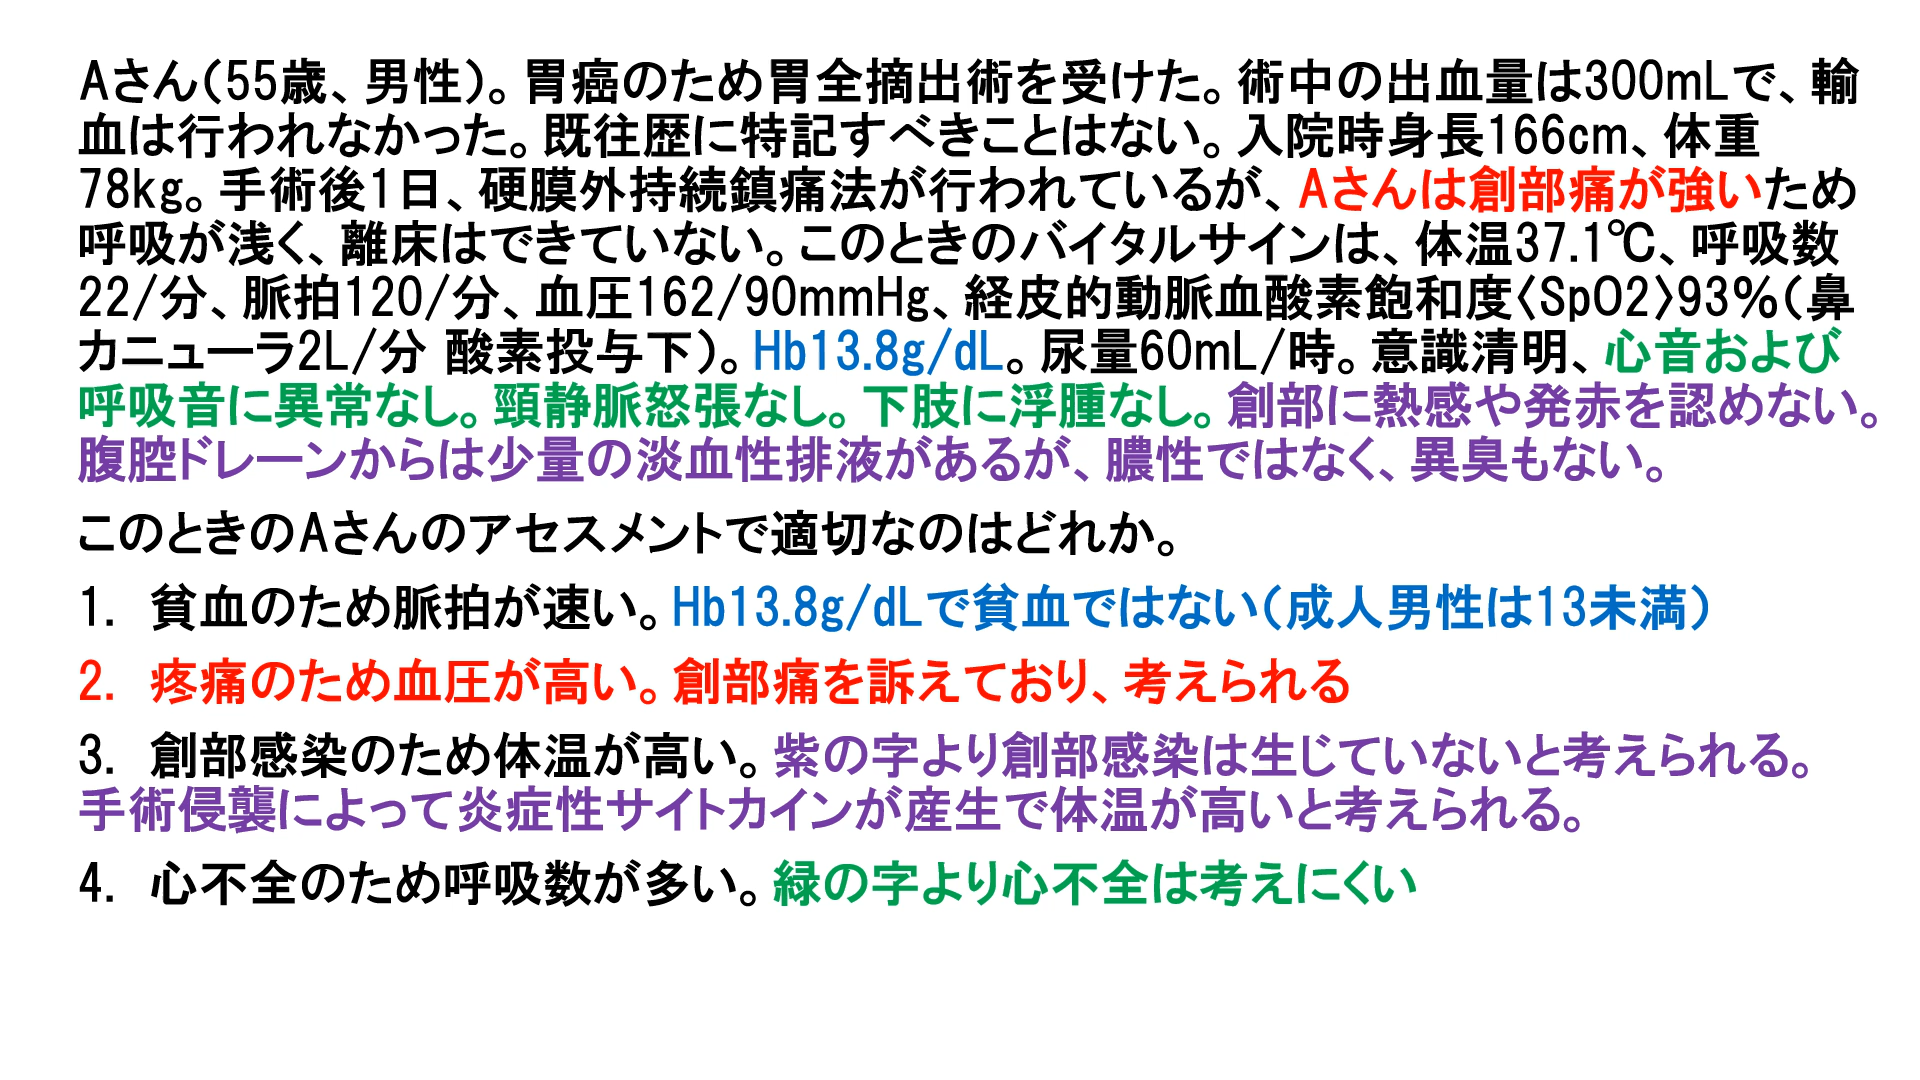 Aさん（55歳、男性）。胃癌のため胃全摘出術を受けた。術中の出血量は300mLで、輸
血は行われなかった。既往歴に特記すべきことはない。入院時身長166cm、体重
78kg。手術後1日、硬膜外持続鎮痛法が行われているが、Aさんは創部痛が強いため
呼吸が浅く、離床はできていない。このときのバイタルサインは、体温37.1℃、呼吸数
22/分、脈拍120/分、血圧162/90mmHg、経皮的動脈血酸素飽和度〈SpO2〉93％（鼻
カニューラ2L/分 酸素投与下）。Hb13.8g/dL。尿量60mL/時。意識清明、心音および
呼吸音に異常なし。頸静脈怒張なし。下肢に浮腫なし。創部に熱感や発赤を認めない。
腹腔ドレーンからは少量の淡血性排液があるが、膿性ではなく、異臭もない。
このときのAさんのアセスメントで適切なのはどれか。
1. 貧血のため脈拍が速い。Hb13.8g/dLで貧血ではない（成人男性は13未満）
2. 疼痛のため血圧が高い。創部痛を訴えており、考えられる
3. 創部感染のため体温が高い。紫の字より創部感染は生じていないと考えられる。
手術侵襲によって炎症性サイトカインが産生で体温が高いと考えられる。
4. 心不全のため呼吸数が多い。緑の字より心不全は考えにくい